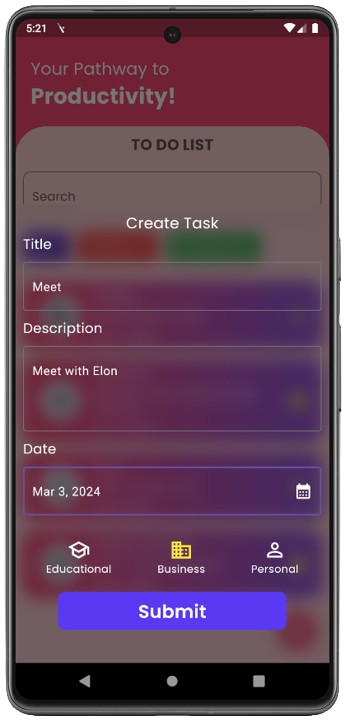 5:21
Your Pathway to
Productivity!
TO DO LIST
Search
Create Task
Title
Meet
Description
Meet with Elon
Date
Mar 3, 2024
Educational Business Personal
Submit